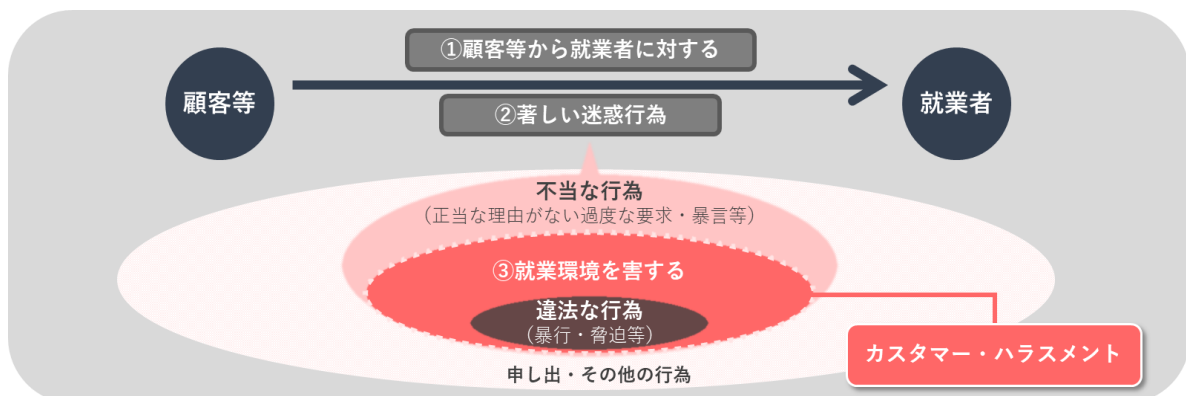 ①顧客等から就業者に対する
顧客等
就業者
②著しい迷惑行為
不当な行為
（正当な理由がない過度な要求・暴言等）
③就業環境を害する
違法な行為
（暴行・脅迫等）
カスタマー・ハラスメント
申し出・その他の行為